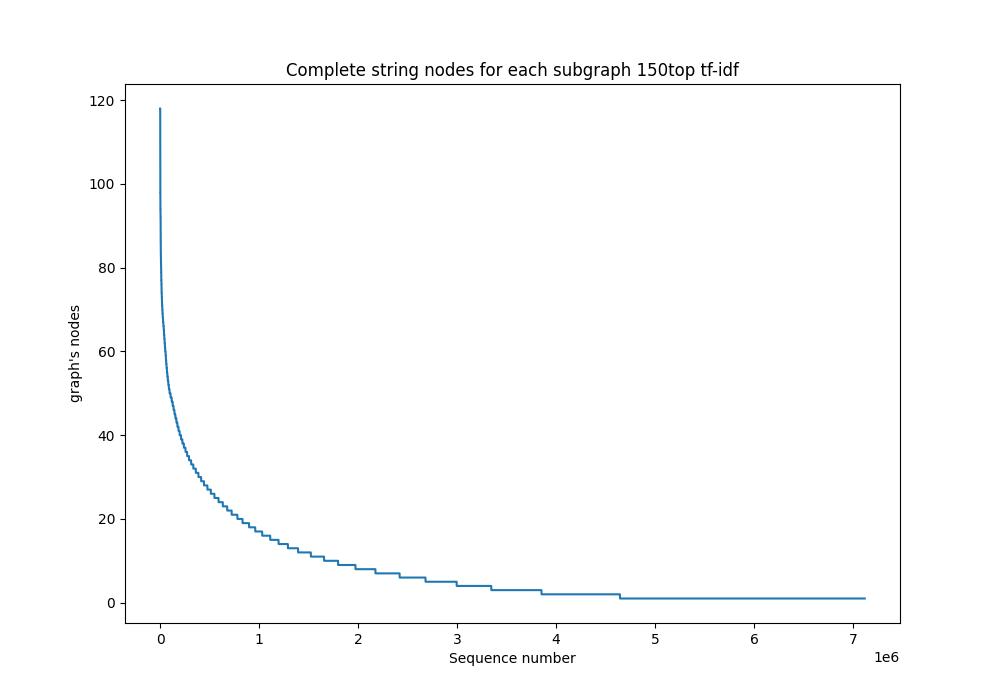 Complete string nodes for each subgraph 150top tf-idf
120
100
80
60
40
20
0
graph's nodes
0 1 2 3 4 5 6 7
1e6
Sequence number